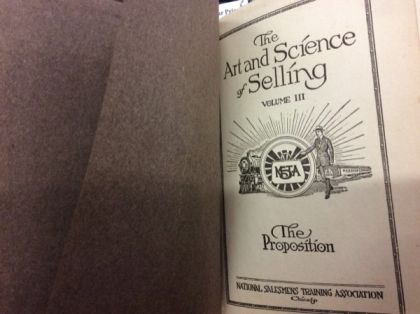 The
Art and Science
of Selling
VOLUME III
NSTA
The
Proposition
NATIONAL SALESMEN'S TRAINING ASSOCIATION
Chicago